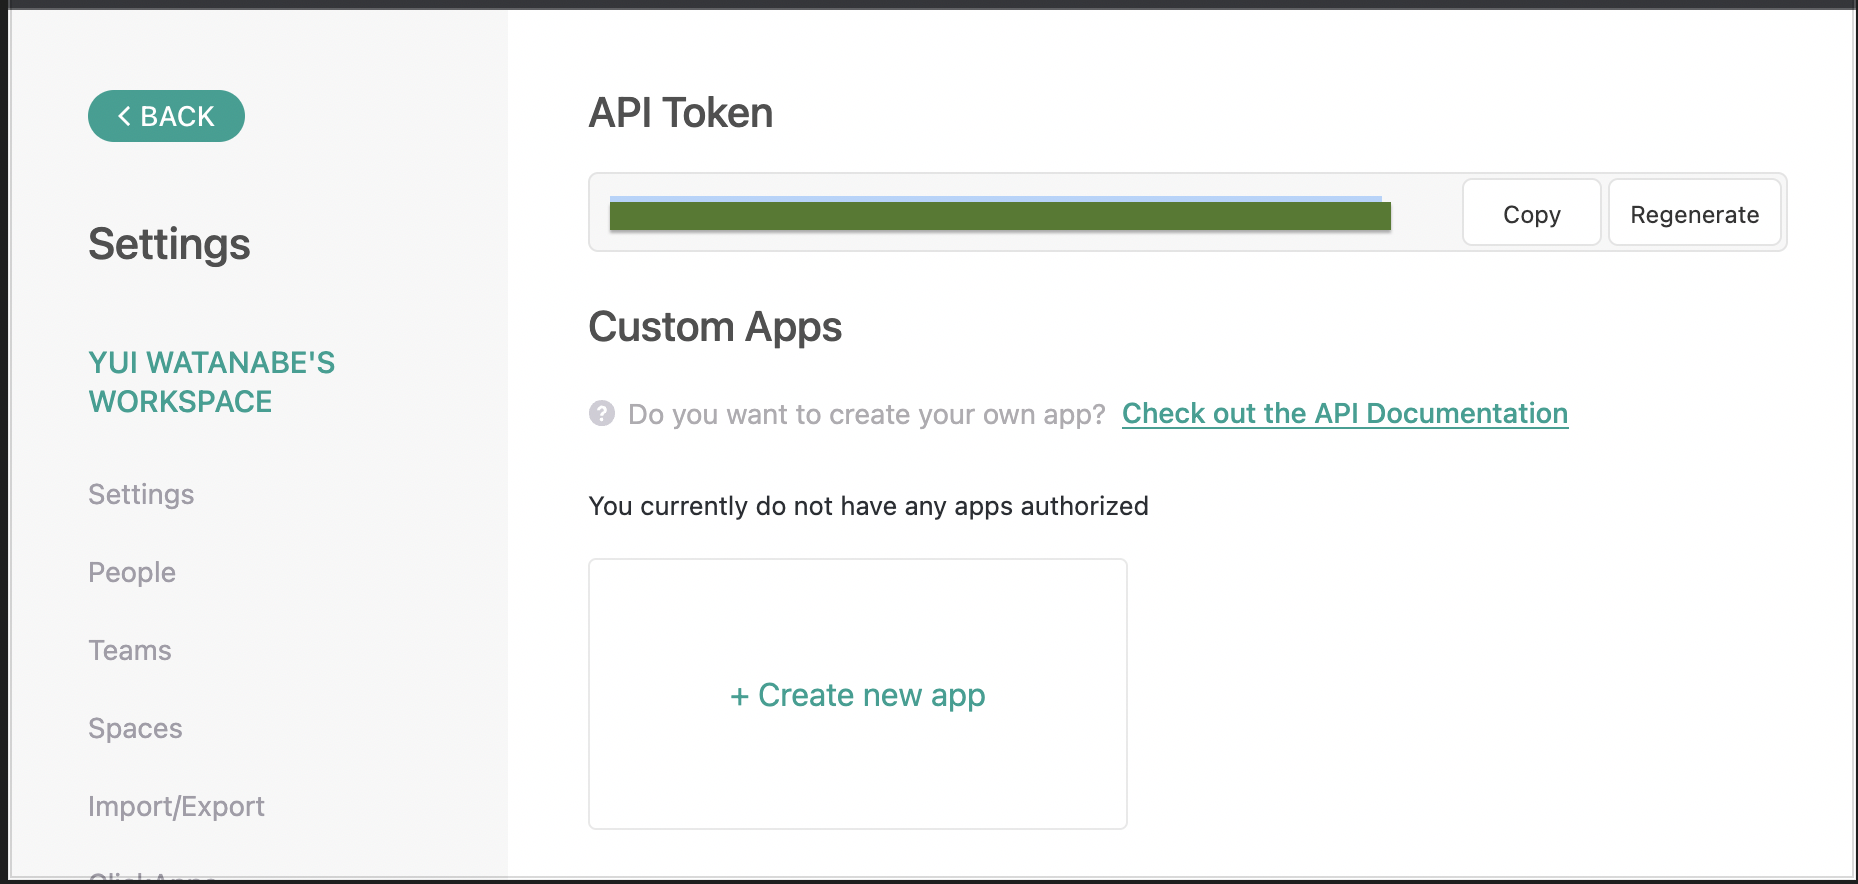 < BACK
Settings
YUI WATANABE'S
WORKSPACE
Settings
People
Teams
Spaces
Import/Export
API Token
Copy
Regenerate
Custom Apps
? Do you want to create your own app? Check out the API Documentation
You currently do not have any apps authorized
+ Create new app